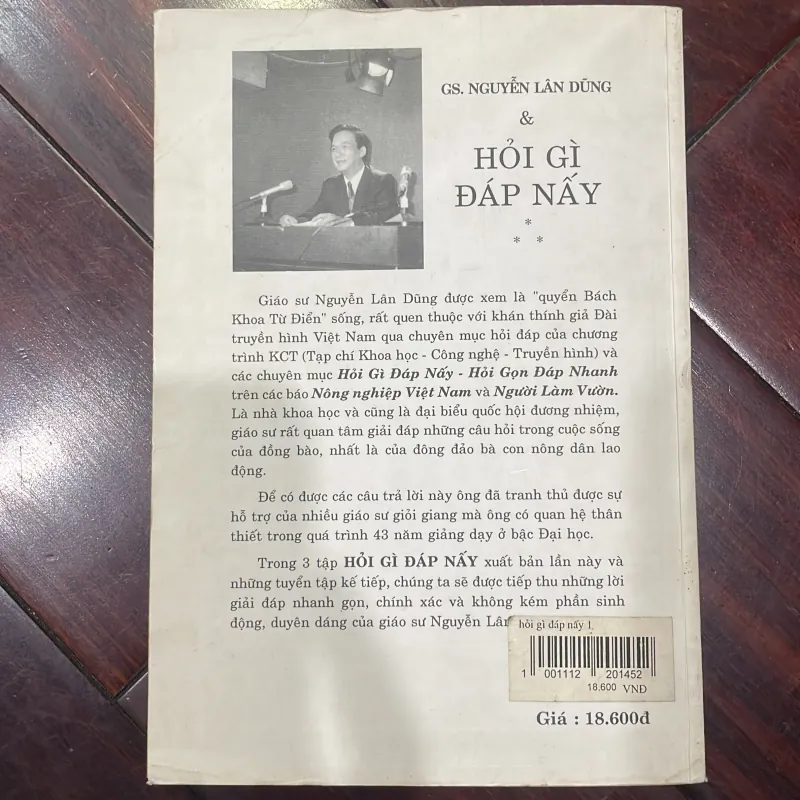 GS. NGUYỄN LÂN DŨNG
&
HỎI GÌ
ĐÁP NẤY
*
* *
Giáo sư Nguyễn Lân Dũng được xem là "quyển Bách
Khoa Từ Điển" sống, rất quen thuộc với khán thính giả Đài
truyền hình Việt Nam qua chuyên mục hỏi đáp của chương
trình KCT (Tạp chí Khoa học - Công nghệ - Truyền hình) và
các chuyên mục Hỏi Gì Đáp Nấy - Hỏi Gọn Đáp Nhanh
trên các báo Nông nghiệp Việt Nam và Người Làm Vườn.
Là nhà khoa học và cũng là đại biểu quốc hội đương nhiệm,
giáo sư rất quan tâm giải đáp những câu hỏi trong cuộc sống
của đồng bào, nhất là của đông đảo bà con nông dân lao
động.
Để có được các câu trả lời này ông đã tranh thủ được sự
hỗ trợ của nhiều giáo sư giỏi giang mà ông có quan hệ thân
thiết trong quá trình 43 năm giảng dạy ở bậc Đại học.
Trong 3 tập HỎI GÌ ĐÁP NẤY xuất bản lần này và
những tuyển tập kế tiếp, chúng ta sẽ được tiếp thu những lời
giải đáp nhanh gọn, chính xác và không kém phần sinh
động, duyên dáng của giáo sư Nguyễn Lân
hỏi gì đáp nấy 1
1 001112 201452
18.600 VNĐ
Giá : 18.600đ